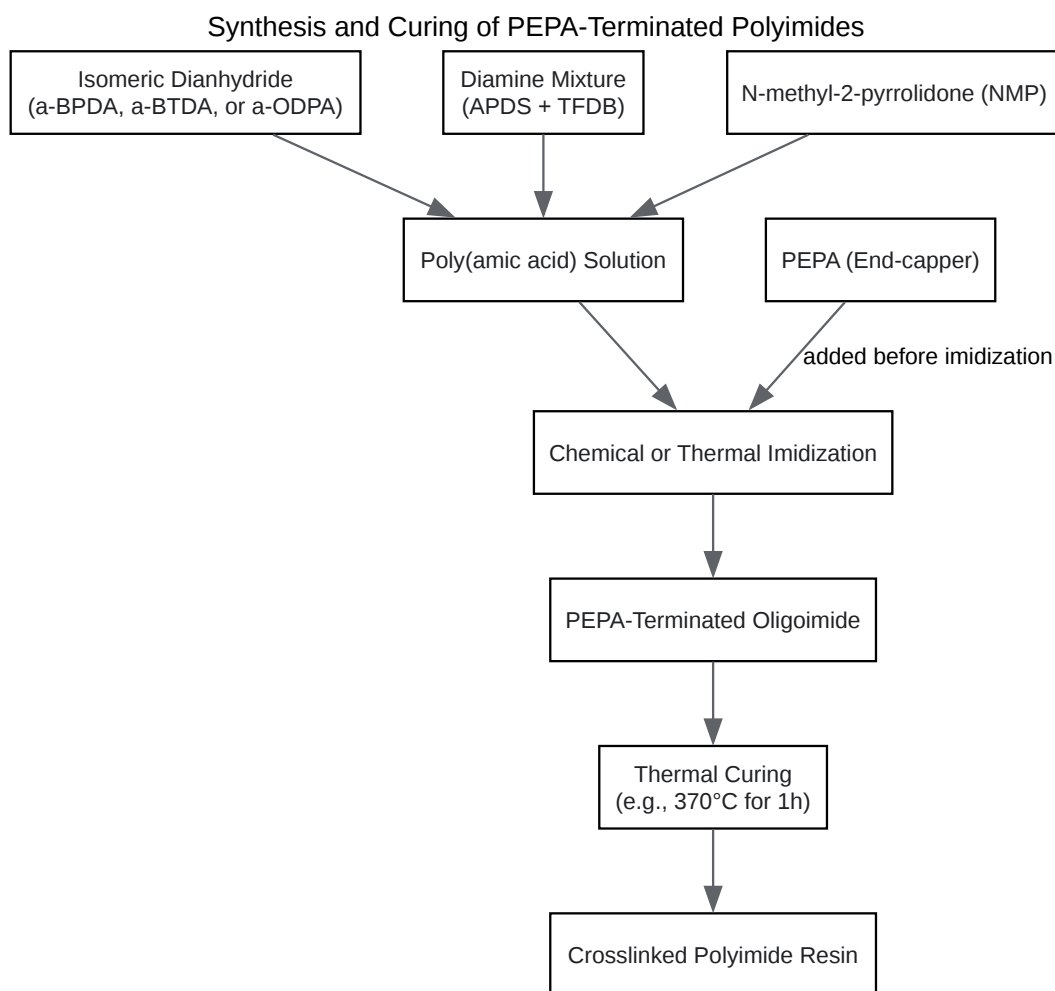 Synthesis and Curing of PEPA-Terminated Polyimides
Isomeric Dianhydride
(a-BPDA, a-BTDA, or a-ODPA)
Diamine Mixture
(APDS + TFDB)
N-methyl-2-pyrrolidone (NMP)
Poly(amic acid) Solution
PEPA (End-capper)
added before imidization
Chemical or Thermal Imidization
PEPA-Terminated Oligoimide
Thermal Curing
(e.g., 370°C for 1h)
Crosslinked Polyimide Resin